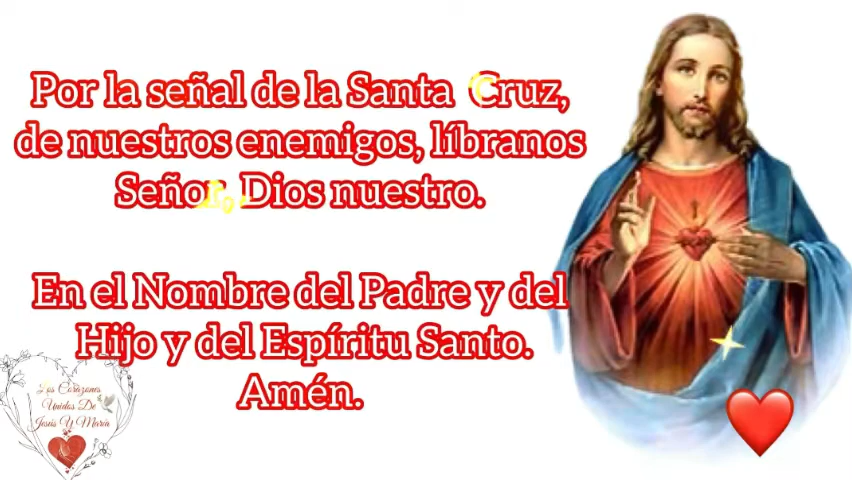 Por la señal de la Santa Cruz,
de nuestros enemigos, líbranos
Señor, Dios nuestro.
En el Nombre del Padre y del
Hijo y del Espíritu Santo.
Amén.
Los Corazones
Unidos De
Jesús Y María